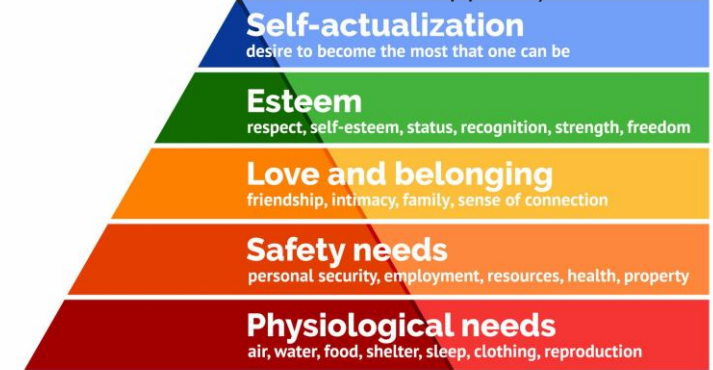 Self-actualization
desire to become the most that one can be
Esteem
respect, self-esteem, status, recognition, strength, freedom
Love and belonging
friendship, intimacy, family, sense of connection
Safety needs
personal security, employment, resources, health, property
Physiological needs
air, water, food, shelter, sleep, clothing, reproduction